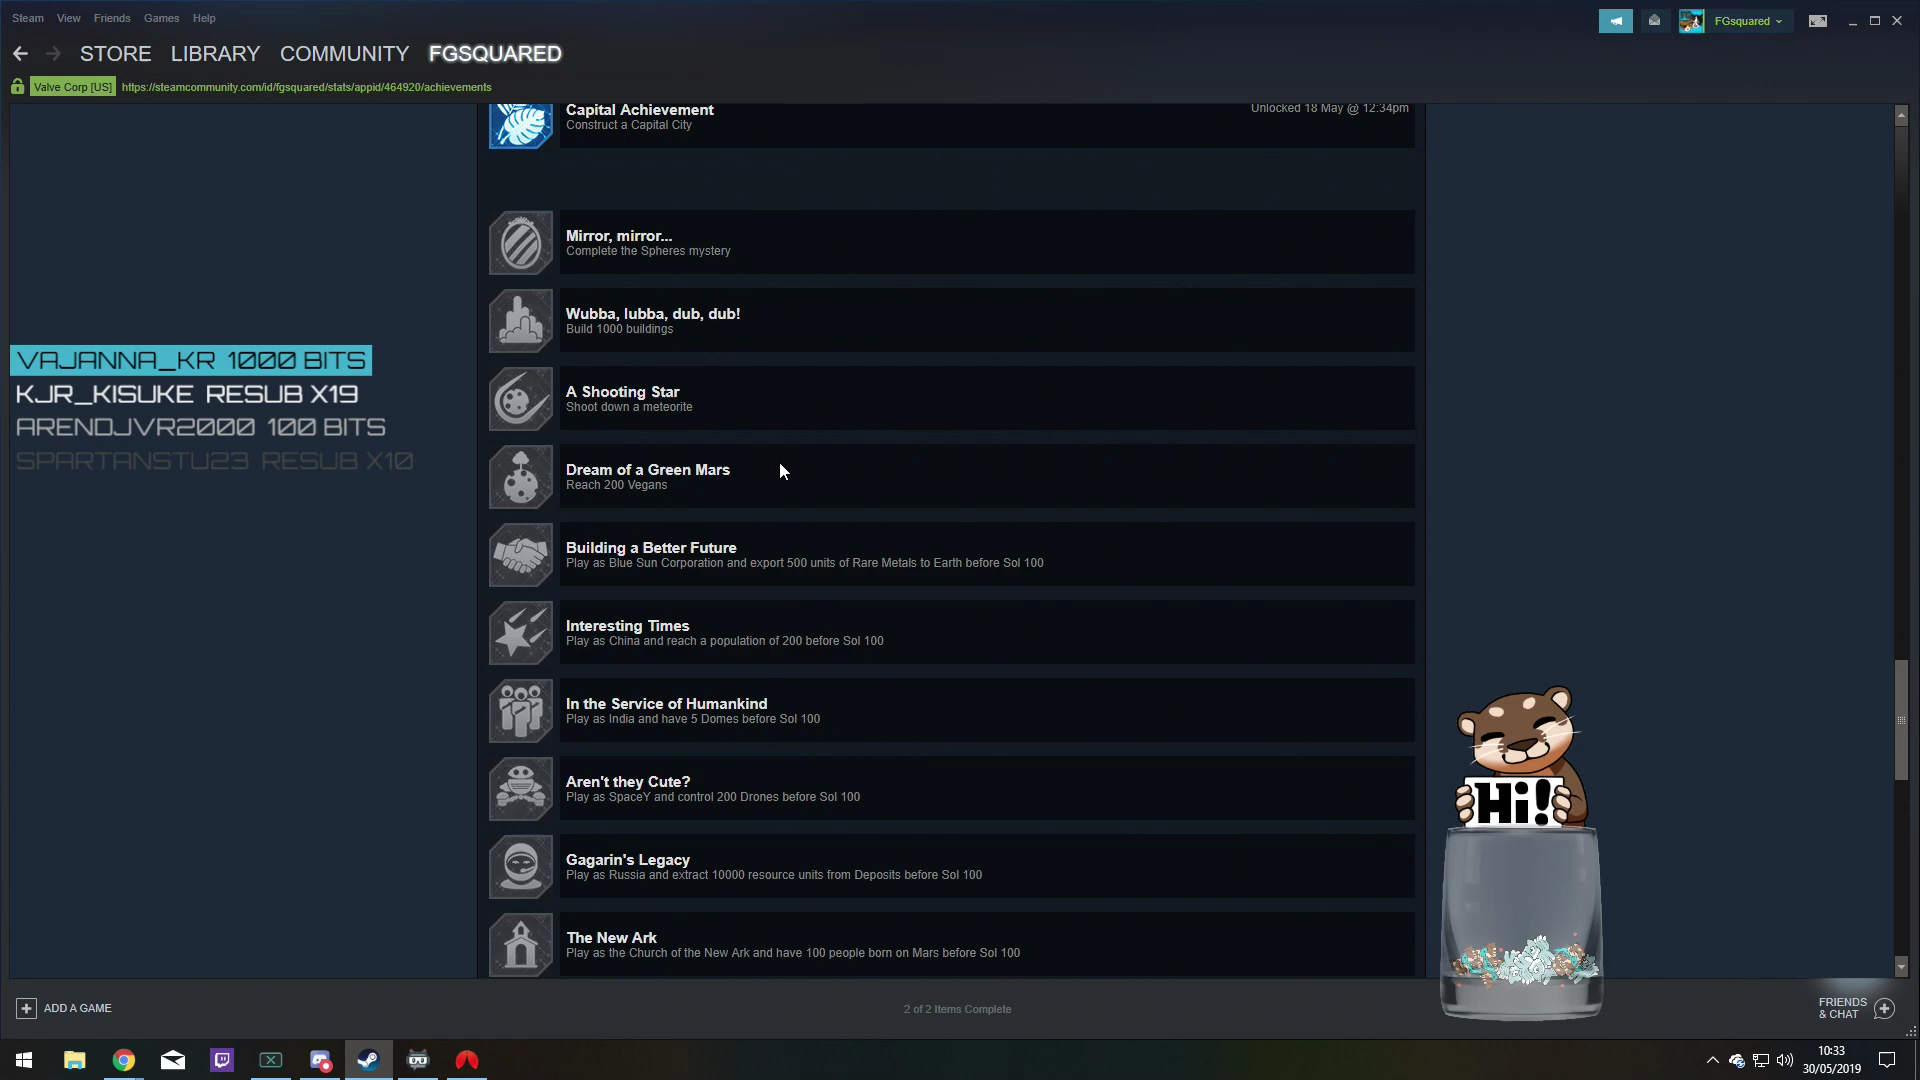 Steam View Friends Games Help
FGsquared
STORE LIBRARY COMMUNITY FGSQUARED
Valve Corp [US] https://steamcommunity.com/id/fgsquared/stats/appid/464920/achievements
Capital Achievement
Unlocked 18 May @ 12:34pm
Construct a Capital City
Mirror, mirror...
Complete the Spheres mystery
Wubba, lubba, dub, dub!
Build 1000 buildings
VAJANNA_KR 1000 BITS
KJR_KISUKE RESUB X19
ARENDJVR2000 100 BITS
SPARTANSTU23 RESUB X10
A Shooting Star
Shoot down a meteorite
Dream of a Green Mars
Reach 200 Vegans
Building a Better Future
Play as Blue Sun Corporation and export 500 units of Rare Metals to Earth before Sol 100
Interesting Times
Play as China and reach a population of 200 before Sol 100
In the Service of Humankind
Play as India and have 5 Domes before Sol 100
Aren't they Cute?
Play as SpaceY and control 200 Drones before Sol 100
Hi!
Gagarin's Legacy
Play as Russia and extract 10000 resource units from Deposits before Sol 100
The New Ark
Play as the Church of the New Ark and have 100 people born on Mars before Sol 100
ADD A GAME
2 of 2 Items Complete
FRIENDS
& CHAT
10:33
30/05/2019